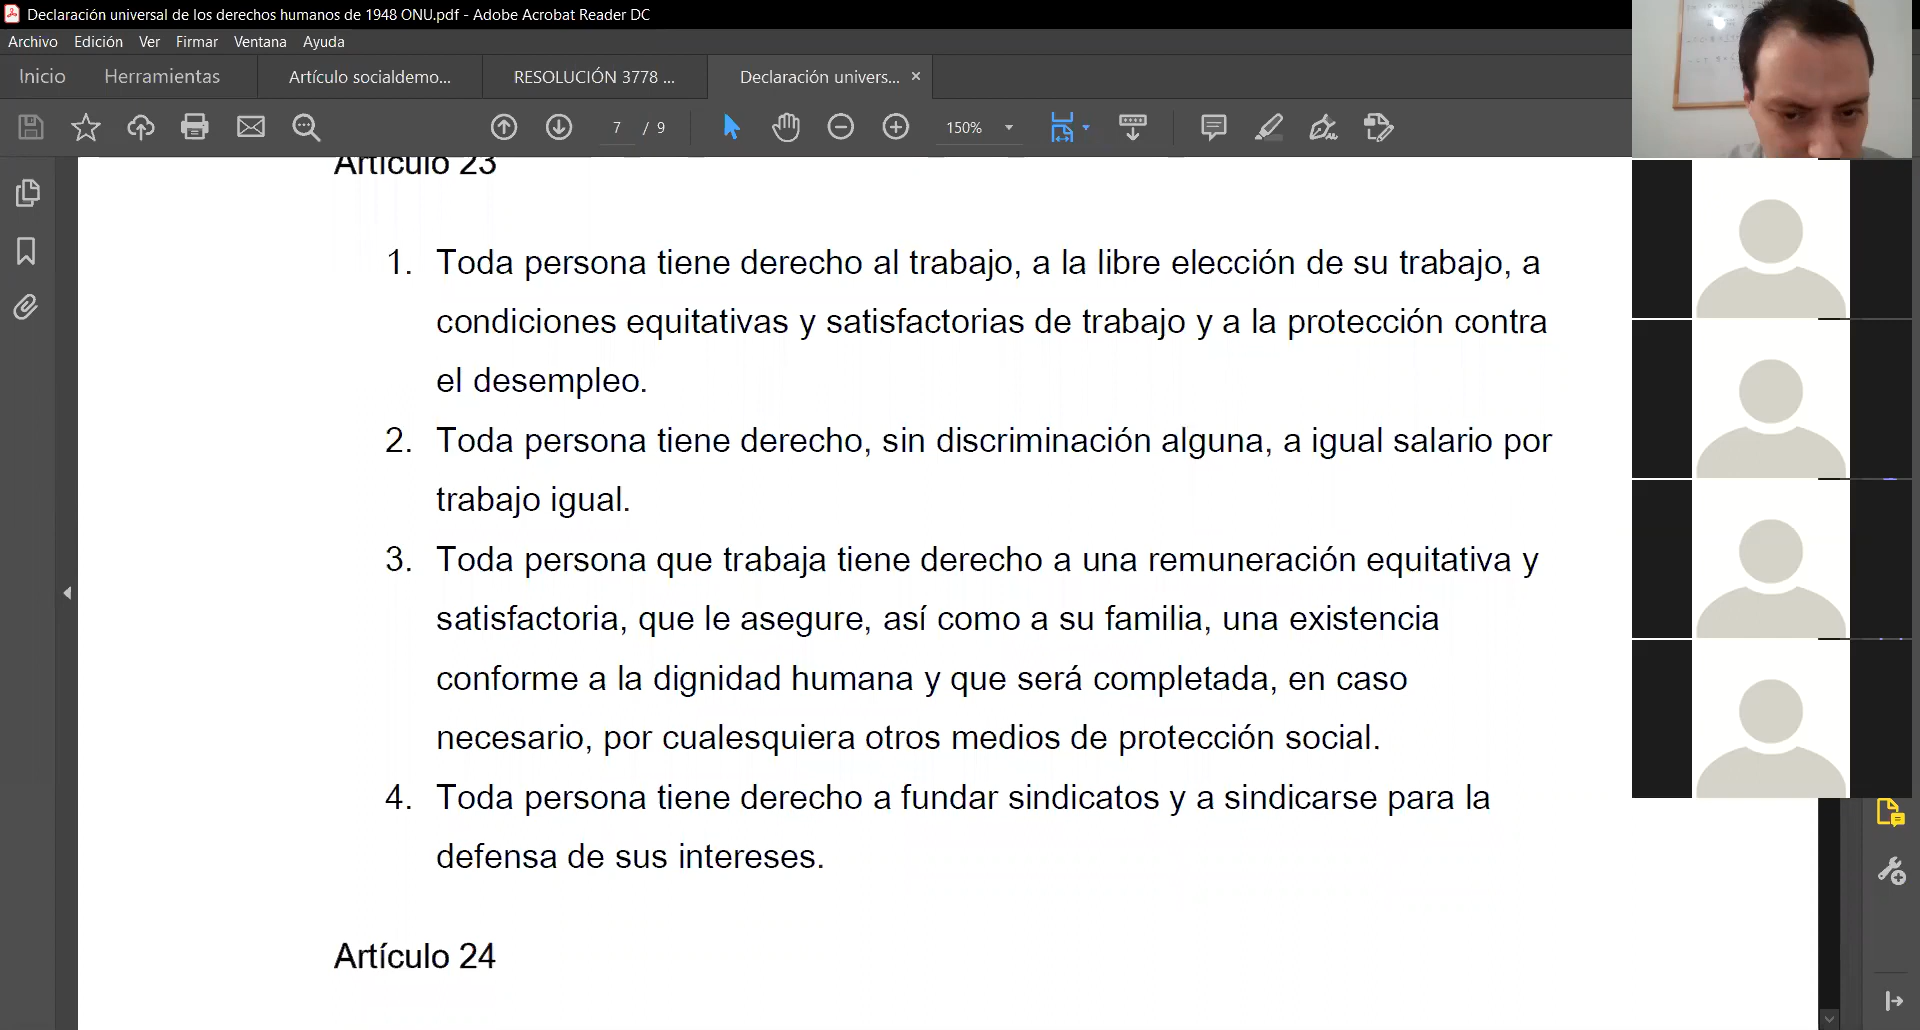 Declaración universal de los derechos humanos de 1948 ONU.pdf - Adobe Acrobat Reader DC
Archivo Edición Ver Firmar Ventana Ayuda
Inicio Herramientas Artículo socialdemo... RESOLUCIÓN 3778 ... Declaración univers... ×
7 / 9 150%
Artículo 23
1. Toda persona tiene derecho al trabajo, a la libre elección de su trabajo, a
condiciones equitativas y satisfactorias de trabajo y a la protección contra
el desempleo.
2. Toda persona tiene derecho, sin discriminación alguna, a igual salario por
trabajo igual.
3. Toda persona que trabaja tiene derecho a una remuneración equitativa y
satisfactoria, que le asegure, así como a su familia, una existencia
conforme a la dignidad humana y que será completada, en caso
necesario, por cualesquiera otros medios de protección social.
4. Toda persona tiene derecho a fundar sindicatos y a sindicarse para la
defensa de sus intereses.
Artículo 24